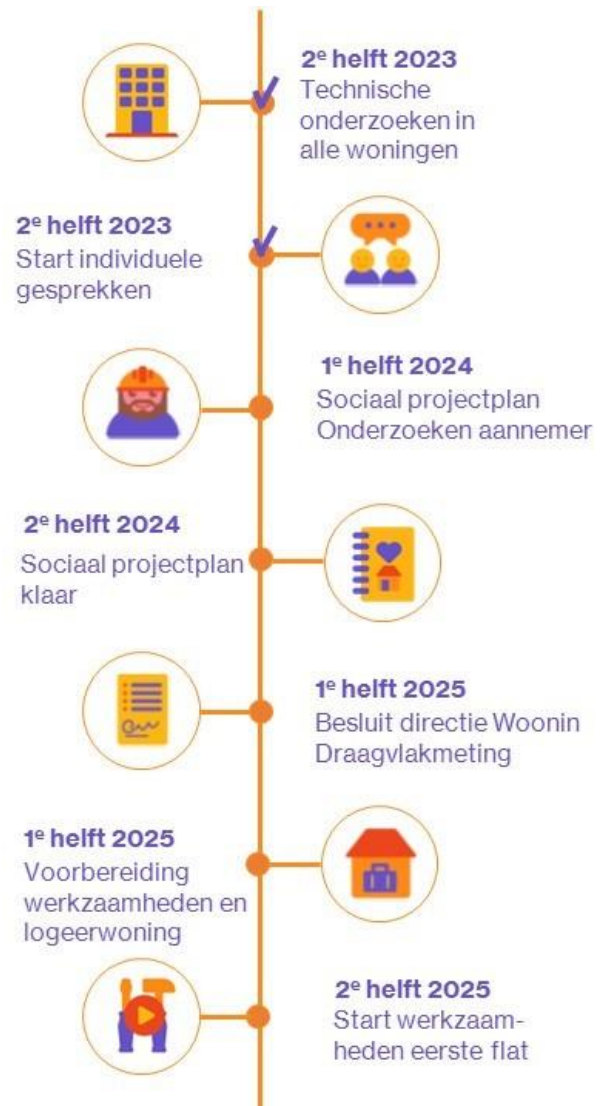 2e helft 2023
Technische
onderzoeken in
alle woningen
2e helft 2023
Start individuele
gesprekken
1e helft 2024
Sociaal projectplan
Onderzoeken aannemer
2e helft 2024
Sociaal projectplan
klaar
1e helft 2025
Besluit directie Woonin
Draagvlakmeting
1e helft 2025
Voorbereiding
werkzaamheden en
logeerwoning
2e helft 2025
Start werkzaam-
heden eerste flat